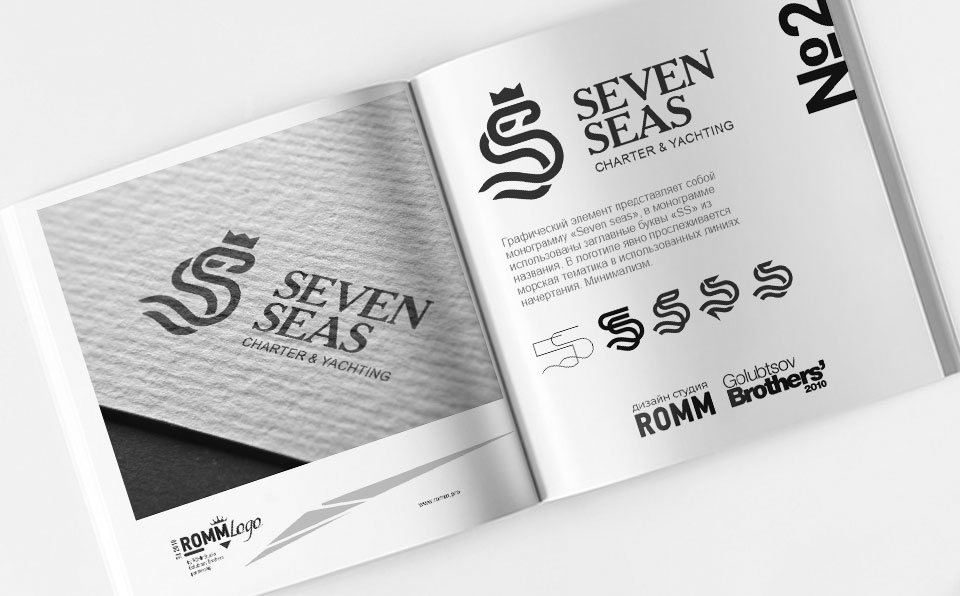 SEVEN
SEAS
CHARTER & YACHTING
ROMM Logo
www.romm.pro
№2
SEVEN
SEAS
CHARTER & YACHTING
Графический элемент представляет собой
монограмму «Seven seas», в монограмме
использованы заглавные буквы «SS» из
названия. В логотипе явно прослеживается
морская тематика в использованных линиях
начертания. Минимализм.
дизайн студия
ROMM
Golubtsov
Brothers’
2010